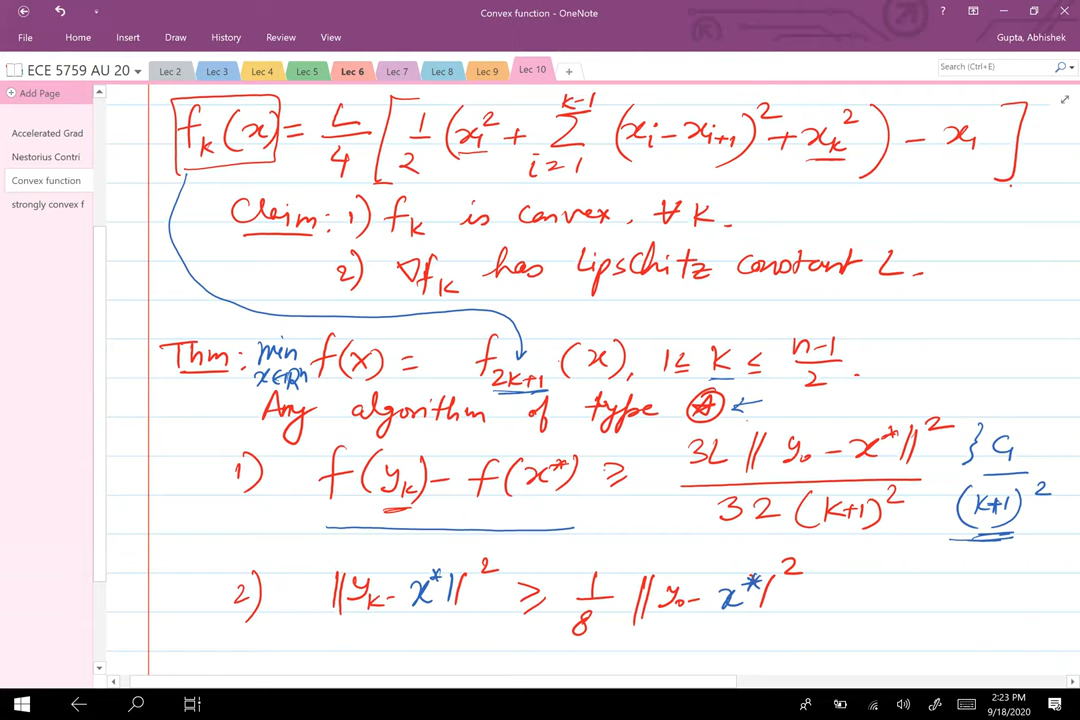 Convex function - OneNote
File Home Insert Draw History Review View Gupta, Abhishek
ECE 5759 AU 20 Lec 2 Lec 3 Lec 4 Lec 5 Lec 6 Lec 7 Lec 8 Lec 9 Lec 10 + Search (Ctrl+E)
Add Page
Accelerated Grad
Nestorius Contri
Convex function
strongly convex f
f_k(x) = L/4 [ 1/2 ( x_1^2 + ∑_{i=1}^{k-1} (x_i - x_{i+1})^2 + x_k^2 ) - x_1 ]
Claim: 1) f_k is convex, ∀ k.
2) ∇f_k has Lipschitz constant L.
Thm: min_{x∈ℝ^n} f(x) = f_{2k+1}(x), 1 ≤ k ≤ (n-1)/2.
Any algorithm of type Ⓐ ←
1) f(y_k) - f(x*) ≥ 3L ||y_0 - x*||^2 / 32 (k+1)^2 } C_1 / (k+1)^2
2) ||y_k - x*||^2 ≥ 1/8 ||y_0 - x*||^2
2:23 PM
9/18/2020